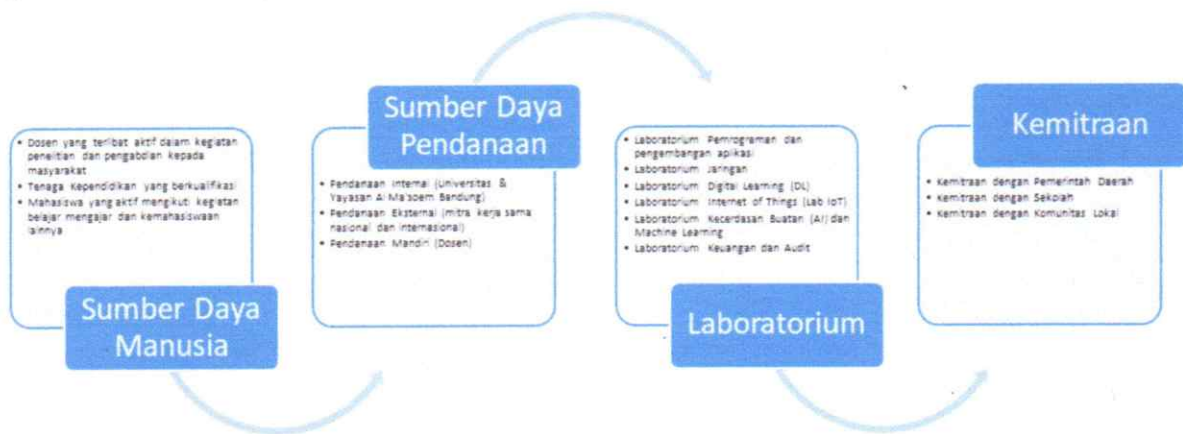 • Dosen yang terlibat aktif dalam kegiatan
penelitian dan pengabdian kepada
masyarakat
• Tenaga Kependidikan yang berkualifikasi
• Mahasiswa yang aktif mengikuti kegiatan
belajar mengajar dan kemahasiswaan
lainnya
Sumber Daya
Manusia
Sumber Daya
Pendanaan
• Pendanaan Internal (Universitas &
Yayasan Al Ma'soem Bandung)
• Pendanaan Eksternal (mitra kerja sama
nasional dan internasional)
• Pendanaan Mandiri (Dosen)
• Laboratorium Pemrograman dan
pengembangan aplikasi
• Laboratorium Jaringan
• Laboratorium Digital Learning (DL)
• Laboratorium Internet of Things (Lab IoT)
• Laboratorium Kecerdasan Buatan (AI) dan
Machine Learning
• Laboratorium Keuangan dan Audit
Laboratorium
Kemitraan
• Kemitraan dengan Pemerintah Daerah
• Kemitraan dengan Sekolah
• Kemitraan dengan Komunitas Lokal